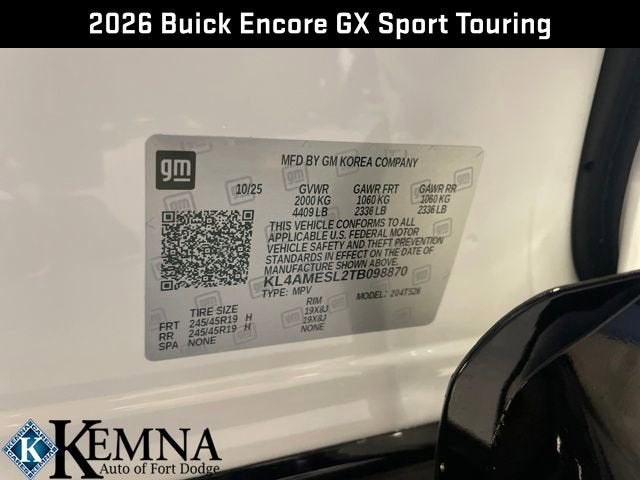 2026 Buick Encore GX Sport Touring
gm
MFD BY GM KOREA COMPANY
10/25 GVWR GAWR FRT GAWR RR
2000 KG 1060 KG 1060 KG
4409 LB 2336 LB 2336 LB
THIS VEHICLE CONFORMS TO ALL
APPLICABLE U.S. FEDERAL MOTOR
VEHICLE SAFETY AND THEFT PREVENTION
STANDARDS IN EFFECT ON THE DATE OF
MANUFACTURE SHOWN ABOVE.
KL4AMESL2TB098870
TYPE: MPV MODEL: 204TS26
TIRE SIZE RIM
FRT 245/45R19 H 19X8J
RR 245/45R19 H 19X8J
SPA NONE NONE
KEMNA
Auto of Fort Dodge